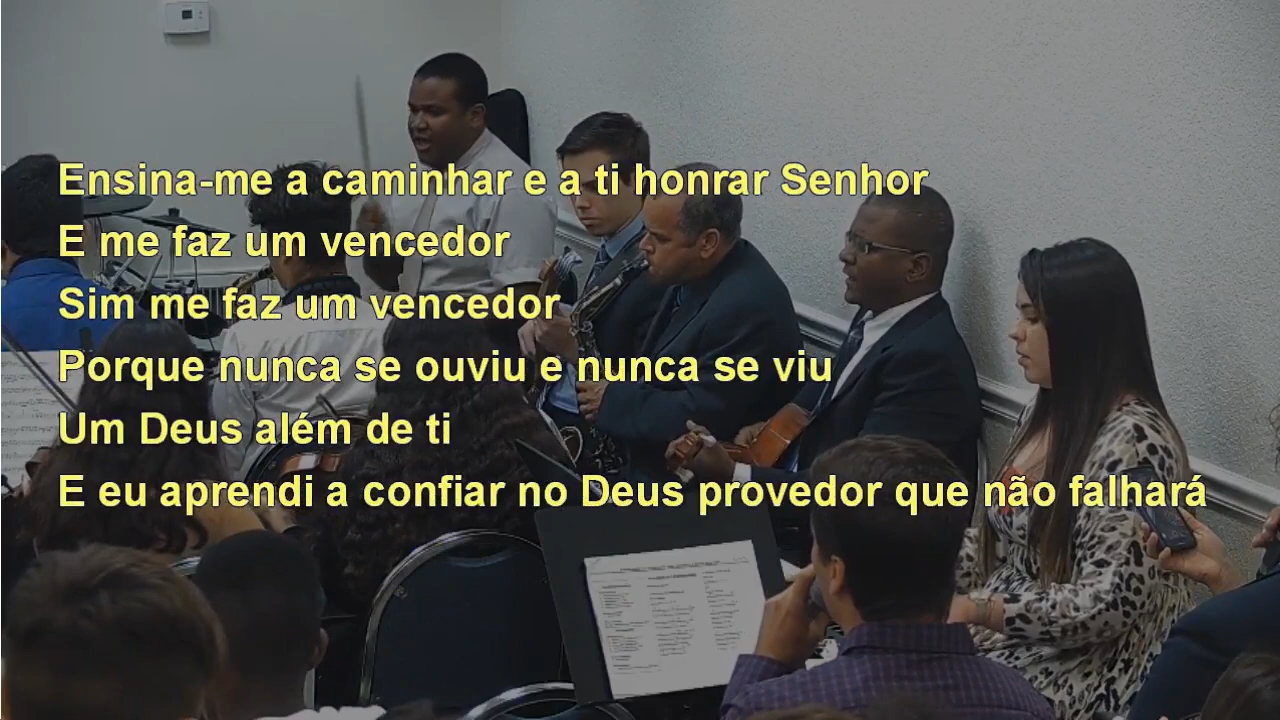 Ensina-me a caminhar e a ti honrar Senhor
E me faz um vencedor
Sim me faz um vencedor
Porque nunca se ouviu e nunca se viu
Um Deus além de ti
E eu aprendi a confiar no Deus provedor que não falhará